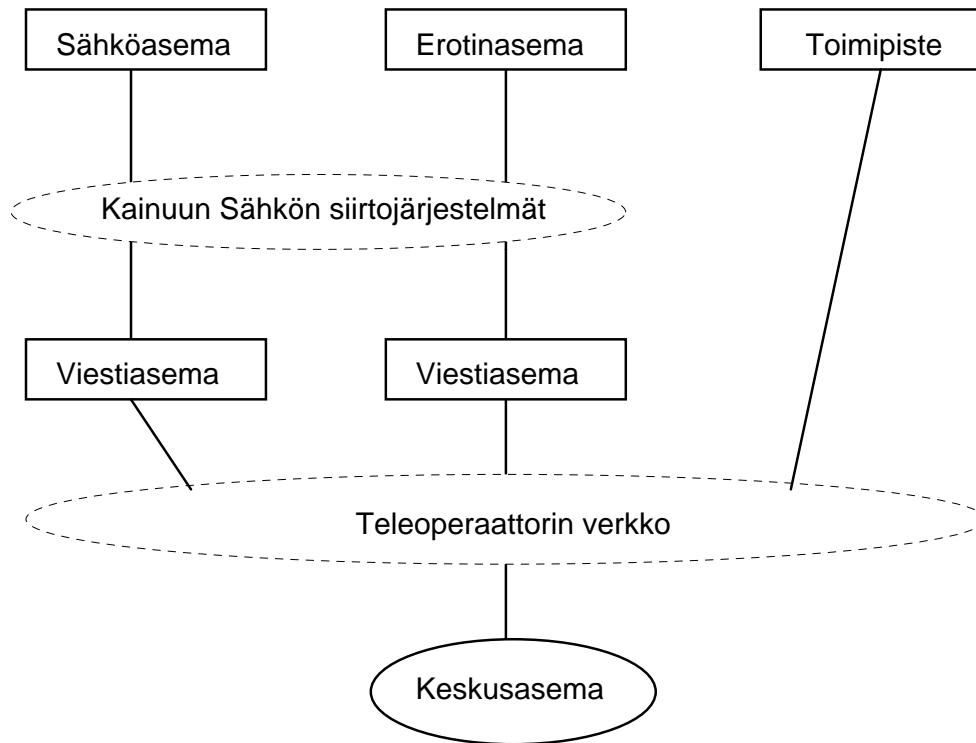 Sähköasema
Erotinasema
Toimipiste
Kainuun Sähkön siirtojärjestelmät
Viestiasema
Viestiasema
Teleoperaattorin verkko
Keskusasema